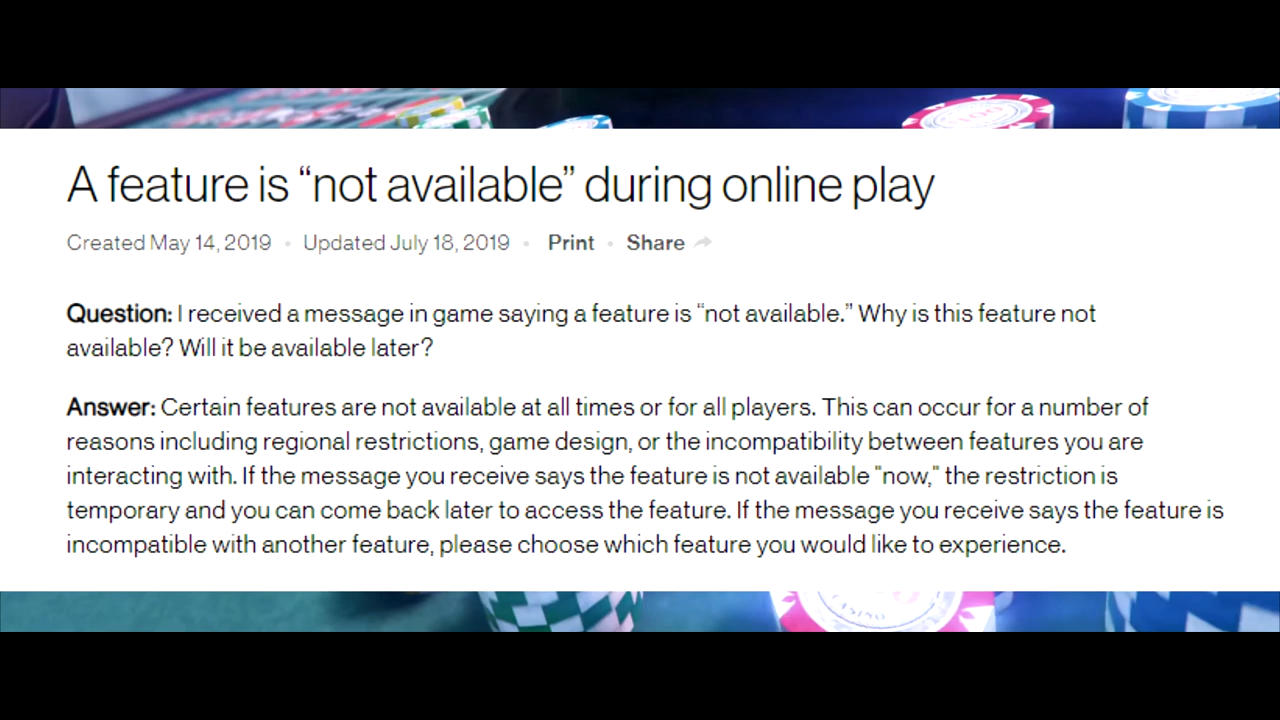 A feature is “not available” during online play
Created May 14, 2019 • Updated July 18, 2019 • Print • Share
Question: I received a message in game saying a feature is “not available.” Why is this feature not
available? Will it be available later?
Answer: Certain features are not available at all times or for all players. This can occur for a number of
reasons including regional restrictions, game design, or the incompatibility between features you are
interacting with. If the message you receive says the feature is not available "now," the restriction is
temporary and you can come back later to access the feature. If the message you receive says the feature is
incompatible with another feature, please choose which feature you would like to experience.